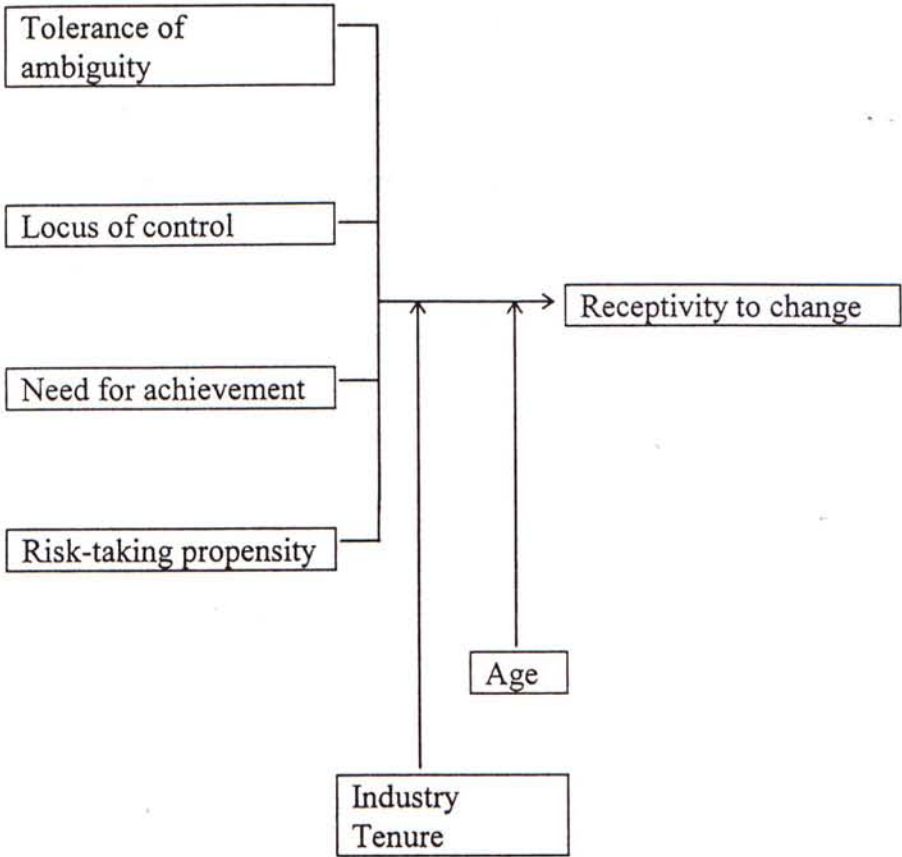 Tolerance of
ambiguity
Locus of control
Receptivity to change
Need for achievement
Risk-taking propensity
Age
Industry
Tenure